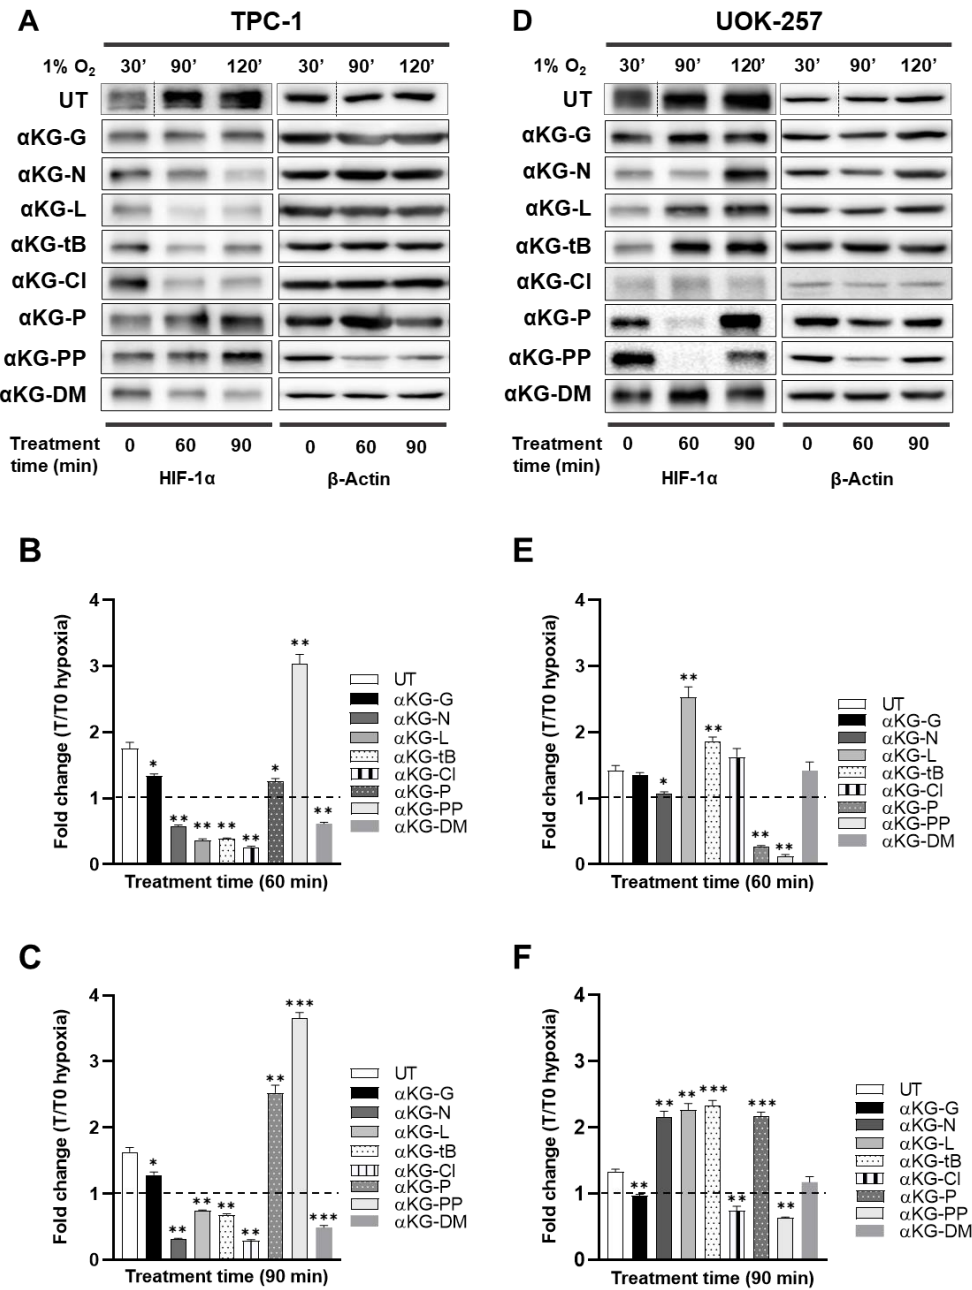 A
TPC-1
1% O₂ 30’ 90’ 120’ 30’ 90’ 120’
UT
αKG-G
αKG-N
αKG-L
αKG-tB
αKG-Cl
αKG-P
αKG-PP
αKG-DM
Treatment time (min) 0 60 90 0 60 90
HIF-1α β-Actin
D
UOK-257
1% O₂ 30’ 90’ 120’ 30’ 90’ 120’
UT
αKG-G
αKG-N
αKG-L
αKG-tB
αKG-Cl
αKG-P
αKG-PP
αKG-DM
Treatment time (min) 0 60 90 0 60 90
HIF-1α β-Actin
B
Fold change (T/T0 hypoxia)
4
3
2
1
0
* ** ** ** ** * ** **
Treatment time (60 min)
UT
αKG-G
αKG-N
αKG-L
αKG-tB
αKG-Cl
αKG-P
αKG-PP
αKG-DM
E
Fold change (T/T0 hypoxia)
4
3
2
1
0
* ** ** ** **
Treatment time (60 min)
UT
αKG-G
αKG-N
αKG-L
αKG-tB
αKG-Cl
αKG-P
αKG-PP
αKG-DM
C
Fold change (T/T0 hypoxia)
4
3
2
1
0
* ** ** ** ** ** *** ***
Treatment time (90 min)
UT
αKG-G
αKG-N
αKG-L
αKG-tB
αKG-Cl
αKG-P
αKG-PP
αKG-DM
F
Fold change (T/T0 hypoxia)
4
3
2
1
0
** ** ** *** ** *** **
Treatment time (90 min)
UT
αKG-G
αKG-N
αKG-L
αKG-tB
αKG-Cl
αKG-P
αKG-PP
αKG-DM